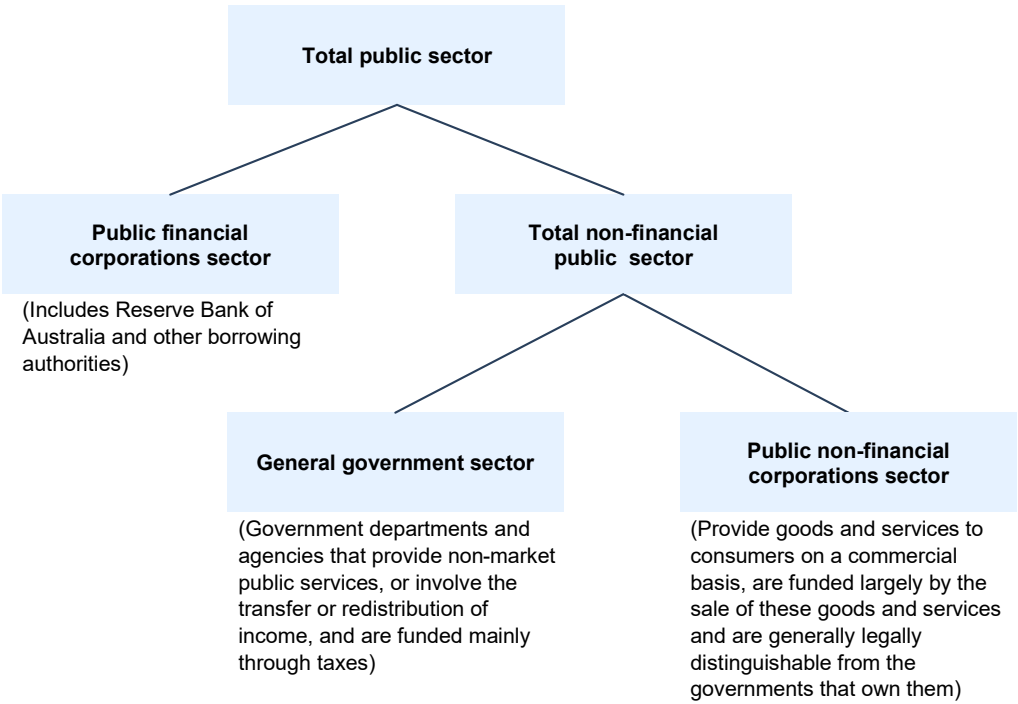 Total public sector
Public financial
corporations sector
(Includes Reserve Bank of
Australia and other borrowing
authorities)
Total non-financial
public  sector
General government sector
(Government departments and
agencies that provide non-market
public services, or involve the
transfer or redistribution of
income, and are funded mainly
through taxes)
Public non-financial
corporations sector
(Provide goods and services to
consumers on a commercial
basis, are funded largely by the
sale of these goods and services
and are generally legally
distinguishable from the
governments that own them)